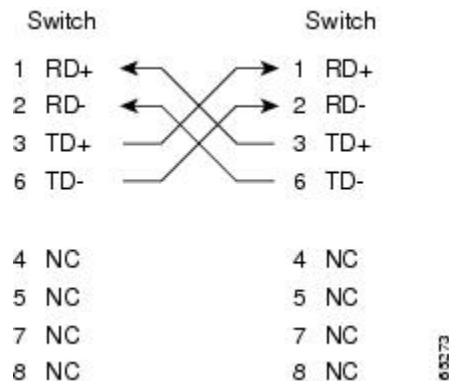 Switch Switch
1 RD+ 1 RD+
2 RD- 2 RD-
3 TD+ 3 TD+
6 TD- 6 TD-
4 NC 4 NC
5 NC 5 NC
7 NC 7 NC
8 NC 8 NC
65273